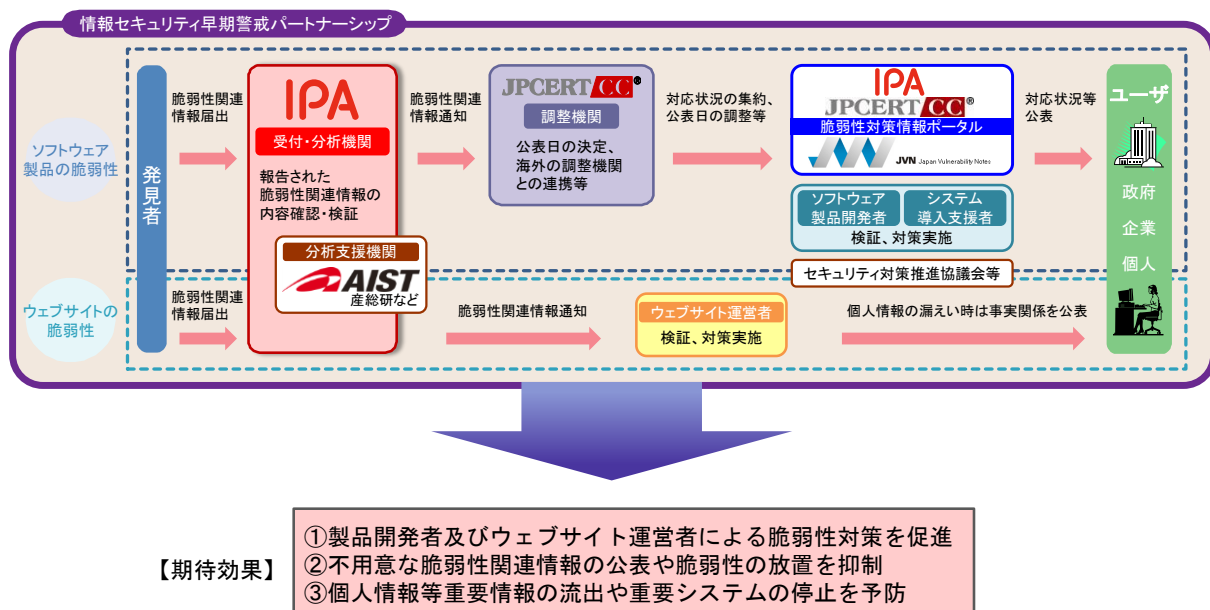 情報セキュリティ早期警戒パートナーシップ
ソフトウェア
製品の脆弱性
発見者
脆弱性関連
情報届出
IPA
受付・分析機関
報告された
脆弱性関連情報の
内容確認・検証
分析支援機関
AIST
産総研など
脆弱性関連
情報通知
JPCERT CC®
調整機関
公表日の決定、
海外の調整機関
との連携等
対応状況の集約、
公表日の調整等
IPA
JPCERT CC®
脆弱性対策情報ポータル
JVN Japan Vulnerability Notes
ソフトウェア
製品開発者
システム
導入支援者
検証、対策実施
セキュリティ対策推進協議会等
対応状況等
公表
ユーザ
政府
企業
個人
ウェブサイトの
脆弱性
脆弱性関連
情報届出
脆弱性関連情報通知
ウェブサイト運営者
検証、対策実施
個人情報の漏えい時は事実関係を公表
【期待効果】
①製品開発者及びウェブサイト運営者による脆弱性対策を促進
②不用意な脆弱性関連情報の公表や脆弱性の放置を抑制
③個人情報等重要情報の流出や重要システムの停止を予防